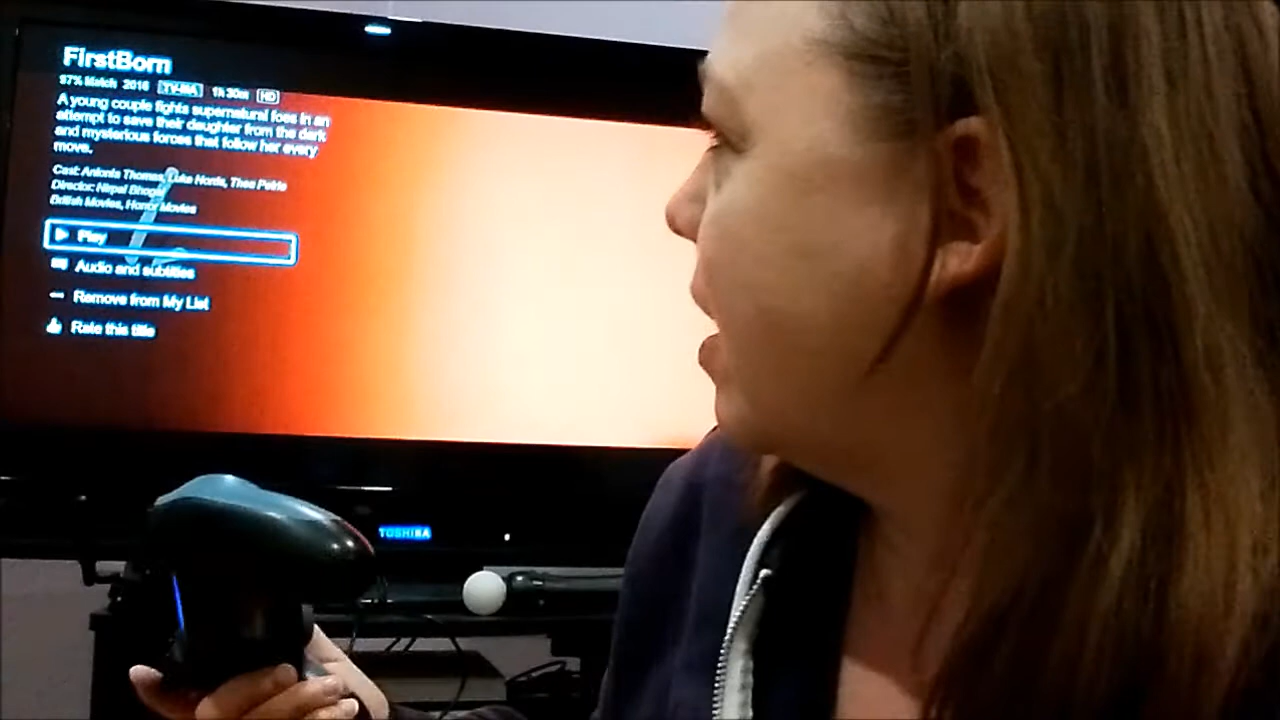 FirstBorn
87% Match 2016 TV-MA 1h 30m HD
A young couple fights supernatural foes in an
attempt to save their daughter from the dark
and mysterious forces that follow her every
move.
Cast: Antonia Thomas, Luke Norris, Thea Petrie
Director: Nirpal Bhogal
British Movies, Horror Movies
Play
Audio and subtitles
Remove from My List
Rate this title
TOSHIBA